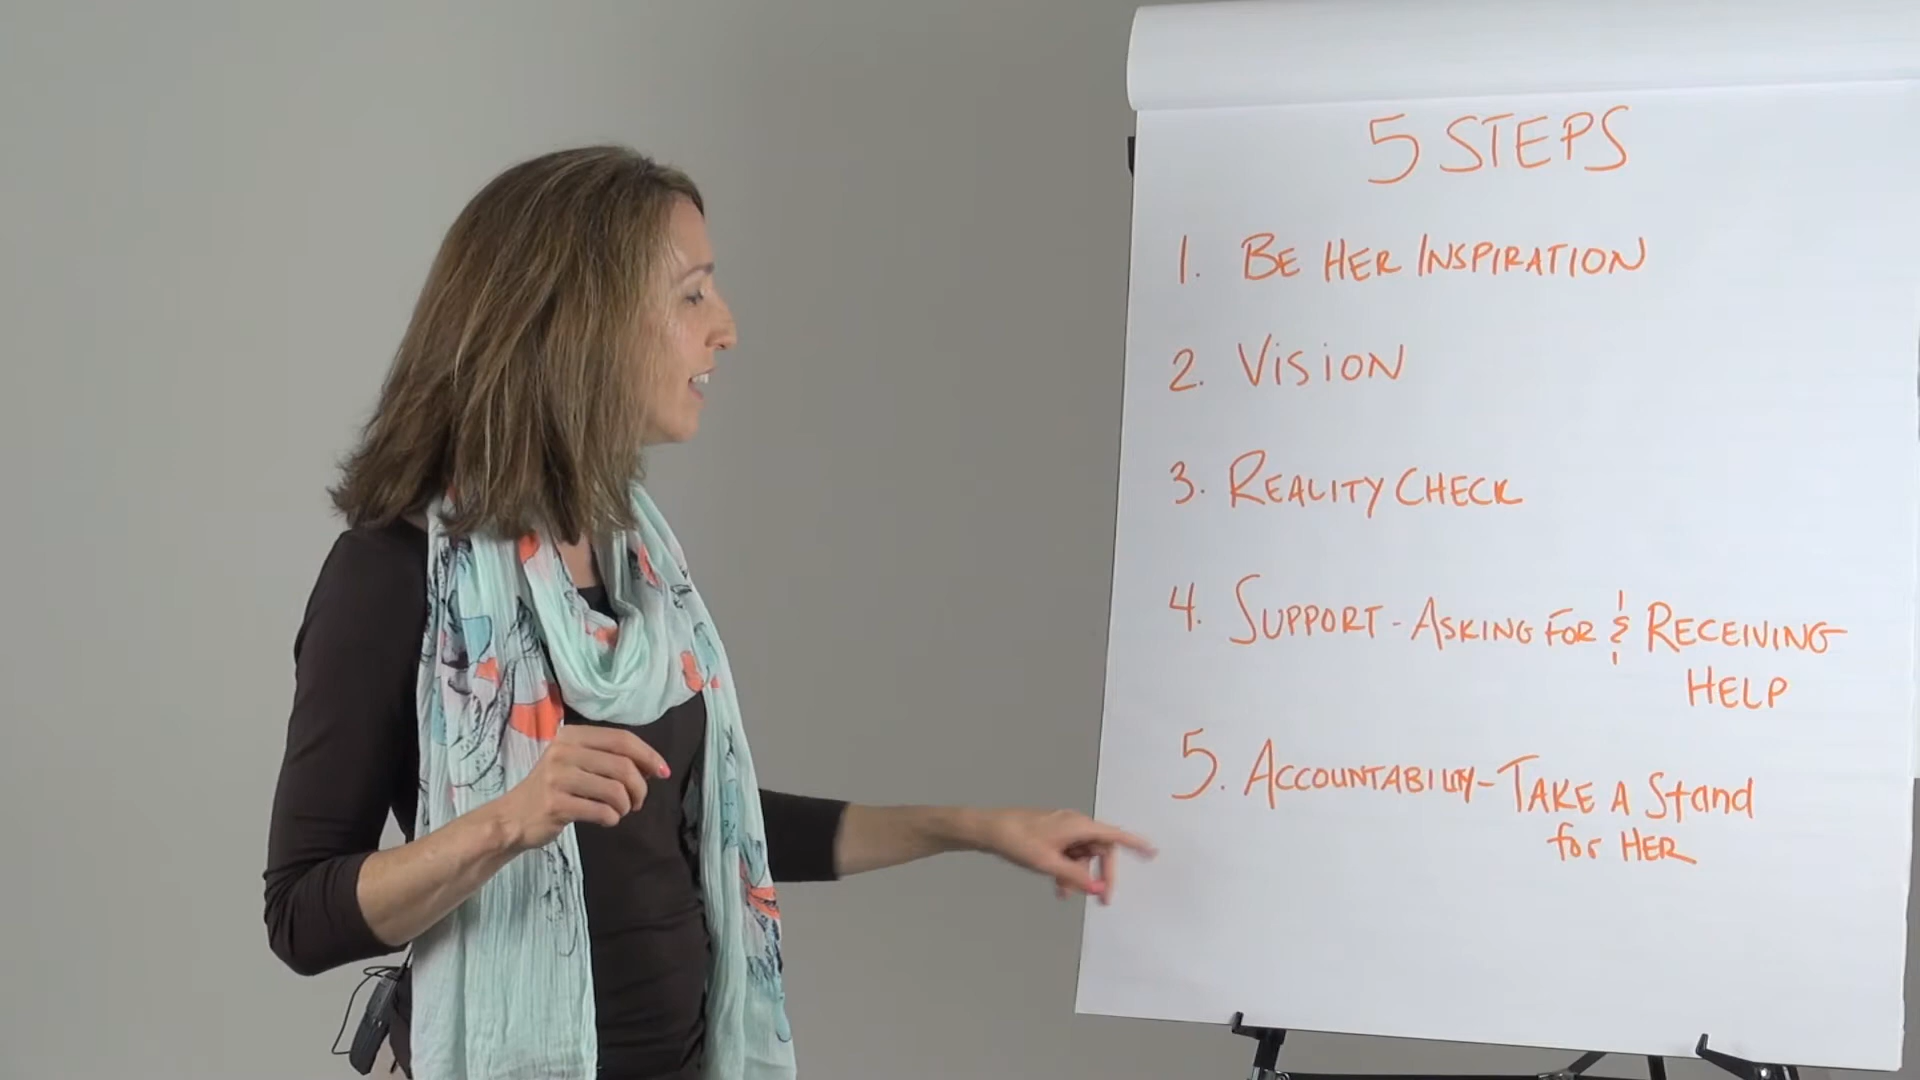 5 STEPS
1. BE HER INSPIRATION
2. VISION
3. REALITY CHECK
4. SUPPORT - ASKING FOR & RECEIVING
HELP
5. ACCOUNTABILITY - TAKE A Stand
for HER